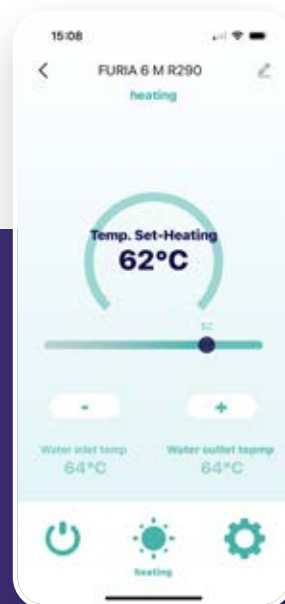 15:08
FURIA 6 M R290
heating
Temp. Set-Heating
62°C
62
- +
Water inlet temp Water outlet tepmp
64°C 64°C
heating